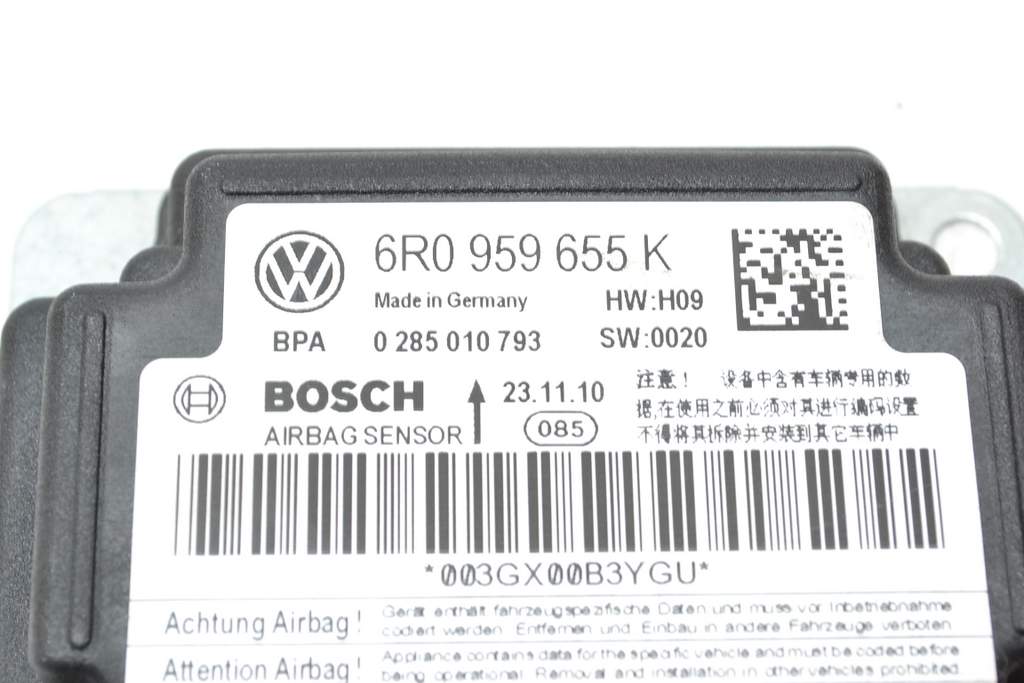 6R0 959 655 K
Made in Germany HW:H09
BPA 0 285 010 793 SW:0020
BOSCH 23.11.10
AIRBAG SENSOR 085
注意! 设备中含有车辆专用的数
据,在使用之前必须对其进行编码设置
不得将其拆除并安装到其它车辆中
*003GX00B3YGU*
Achtung Airbag! Gerät enthält fahrzeugspezifische Daten und muss vor Inbetriebnahme
codiert werden. Entfernen und Einbau in andere Fahrzeuge verboten.
Attention Airbag! Appliance contains data for the specific vehicle and must be coded before
being operational. Removal and installation in other vehicles prohibited.